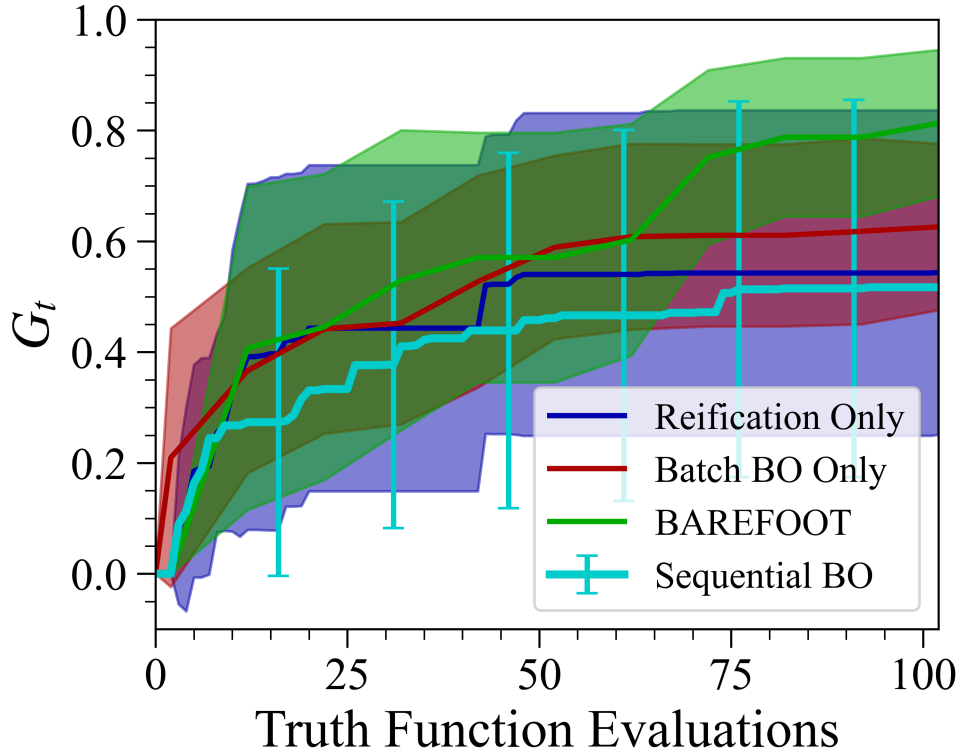 1.0
0.8
0.6
0.4
0.2
0.0
G_t
Reification Only
Batch BO Only
BAREFOOT
Sequential BO
0 25 50 75 100
Truth Function Evaluations